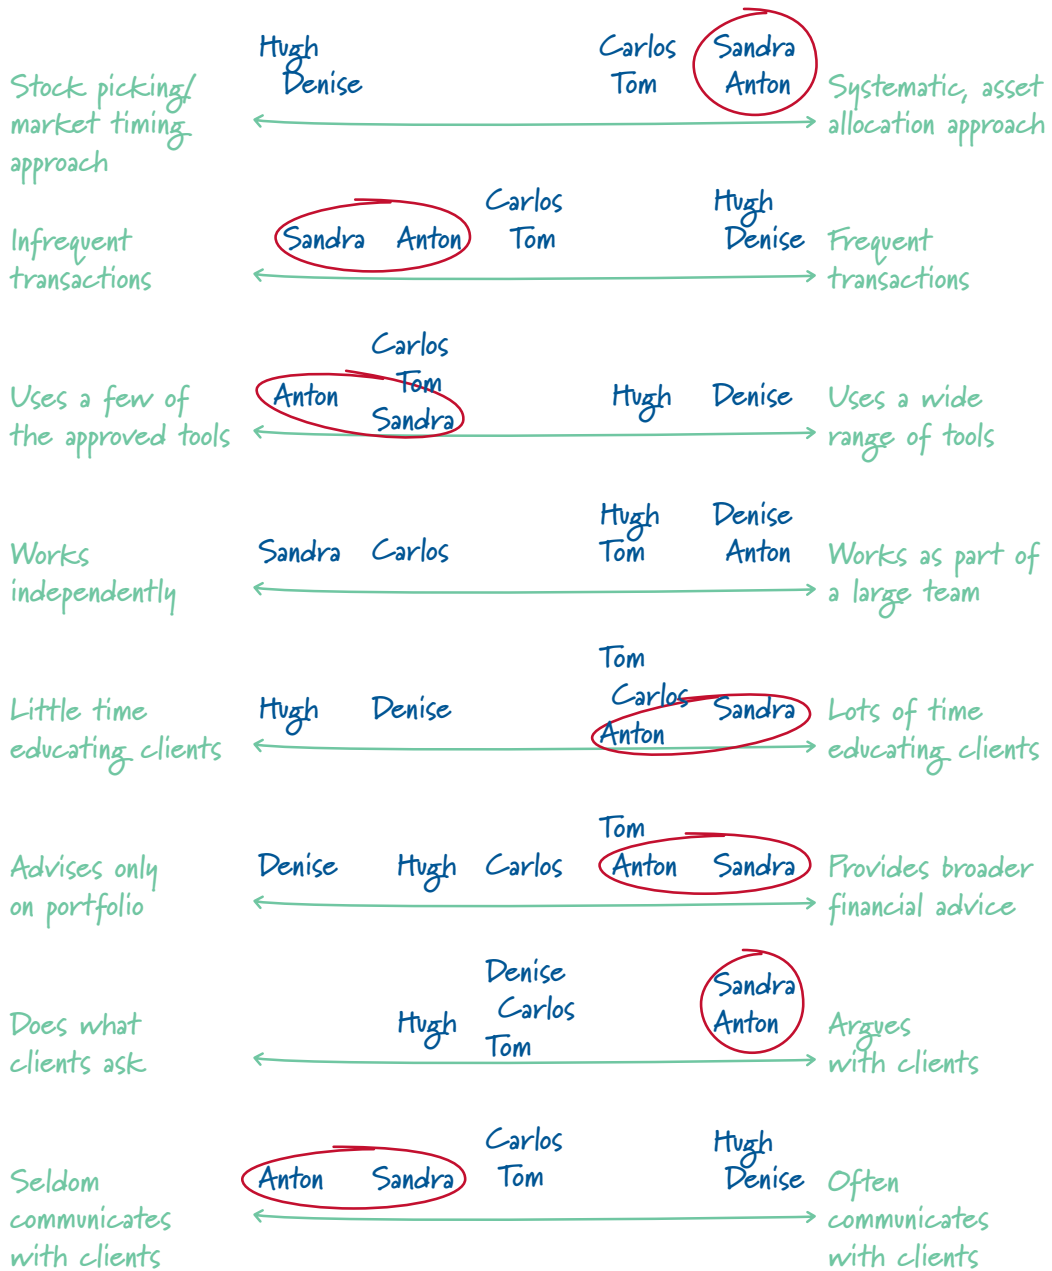 Hugh
Denise
Carlos
Tom
Sandra
Anton
Stock picking/
market timing
approach
Systematic, asset
allocation approach
Carlos
Tom
Sandra Anton
Hugh
Denise
Infrequent
transactions
Frequent
transactions
Carlos
Tom
Anton
Sandra
Hugh Denise
Uses a few of
the approved tools
Uses a wide
range of tools
Sandra Carlos
Hugh
Tom
Denise
Anton
Works
independently
Works as part of
a large team
Tom
Carlos
Anton
Sandra
Hugh Denise
Little time
educating clients
Lots of time
educating clients
Tom
Denise Hugh Carlos Anton Sandra
Advises only
on portfolio
Provides broader
financial advice
Denise
Carlos
Tom
Hugh
Sandra
Anton
Does what
clients ask
Argues
with clients
Carlos
Tom
Anton Sandra
Hugh
Denise
Seldom
communicates
with clients
Often
communicates
with clients